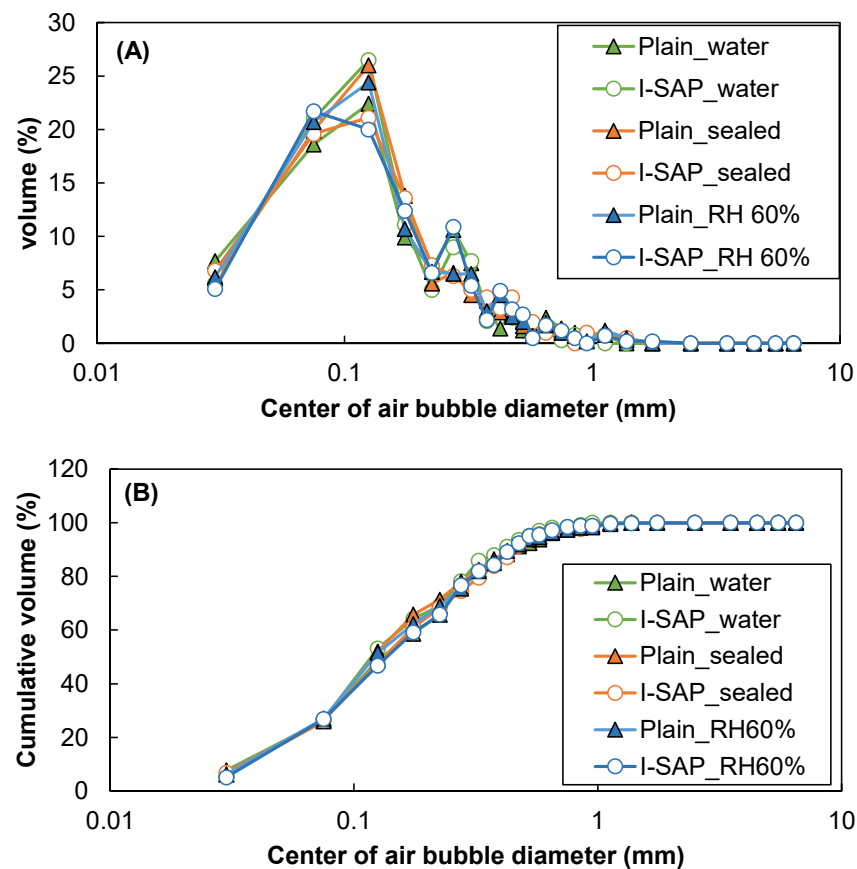 (A)
volume (%)
30
25
20
15
10
5
0
0.01
0.1
1
10
Center of air bubble diameter (mm)
Plain_water
I-SAP_water
Plain_sealed
I-SAP_sealed
Plain_RH 60%
I-SAP_RH 60%
(B)
Cumulative volume (%)
120
100
80
60
40
20
0
0.01
0.1
1
10
Center of air bubble diameter (mm)
Plain_water
I-SAP_water
Plain_sealed
I-SAP_sealed
Plain_RH60%
I-SAP_RH60%